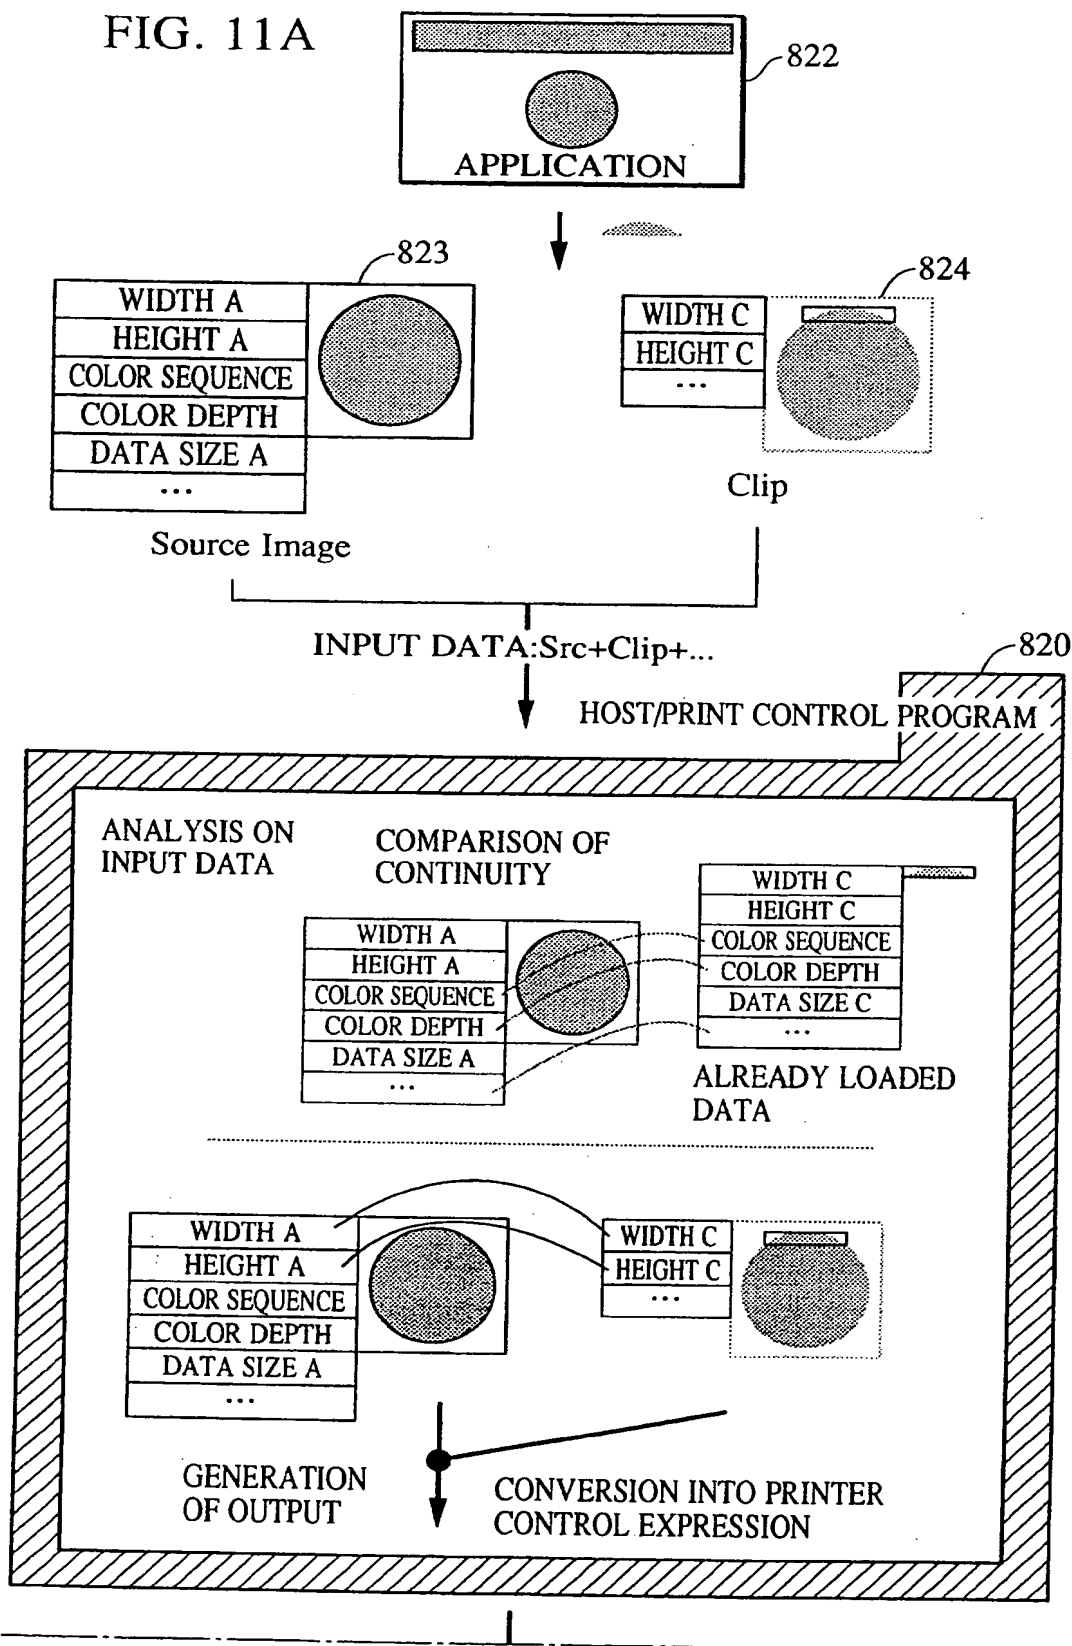 FIG. 11A
822
APPLICATION
823
WIDTH A
HEIGHT A
COLOR SEQUENCE
COLOR DEPTH
DATA SIZE A
...
Source Image
824
WIDTH C
HEIGHT C
...
Clip
INPUT DATA:Src+Clip+...
820
HOST/PRINT CONTROL PROGRAM
ANALYSIS ON
INPUT DATA
COMPARISON OF
CONTINUITY
WIDTH A
HEIGHT A
COLOR SEQUENCE
COLOR DEPTH
DATA SIZE A
...
WIDTH C
HEIGHT C
COLOR SEQUENCE
COLOR DEPTH
DATA SIZE C
...
ALREADY LOADED
DATA
WIDTH A
HEIGHT A
COLOR SEQUENCE
COLOR DEPTH
DATA SIZE A
...
WIDTH C
HEIGHT C
...
GENERATION
OF OUTPUT
CONVERSION INTO PRINTER
CONTROL EXPRESSION